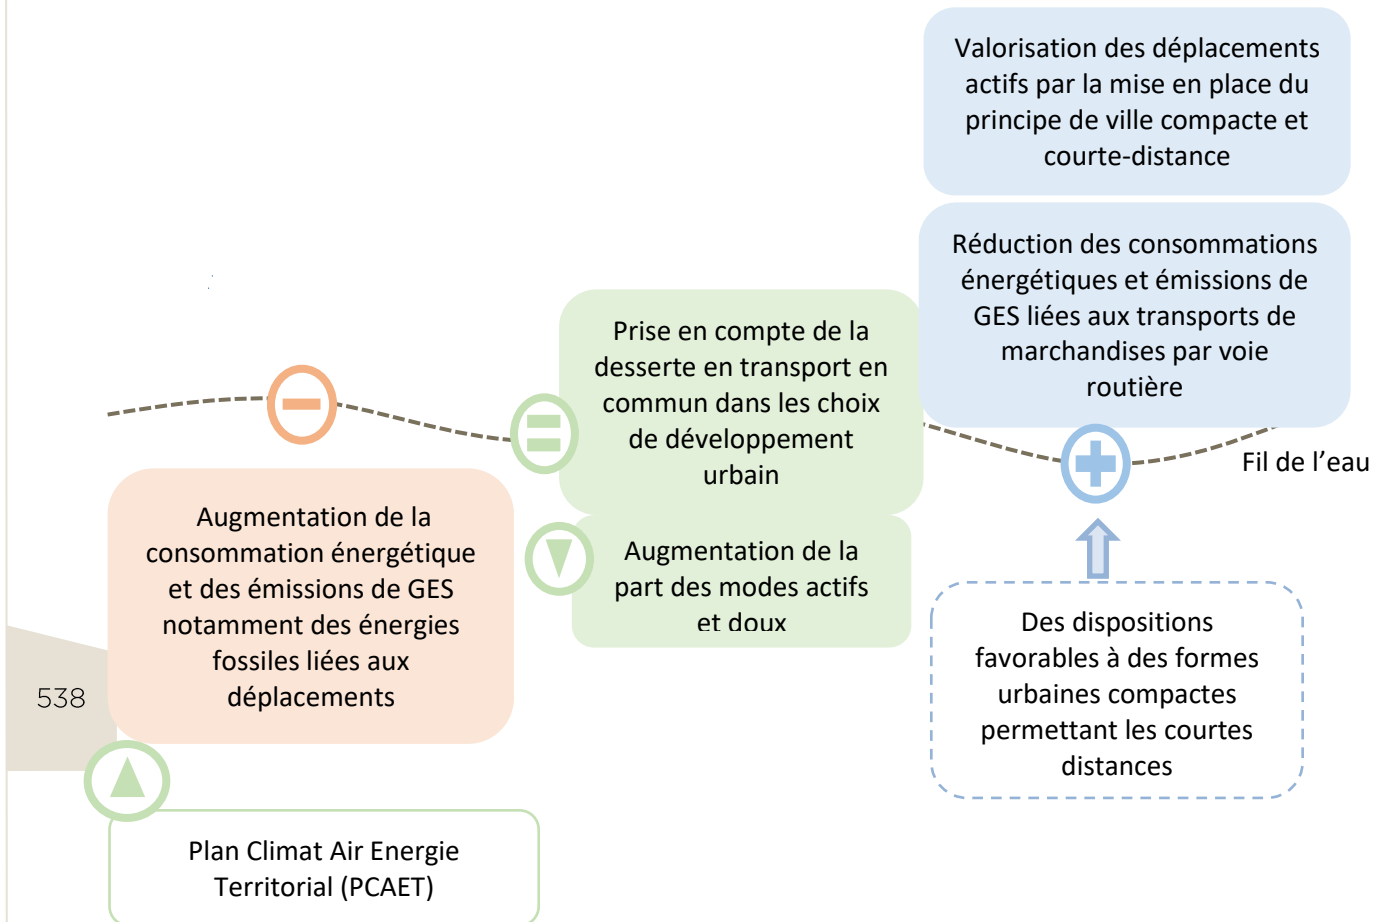 Valorisation des déplacements
actifs par la mise en place du
principe de ville compacte et
courte-distance
Réduction des consommations
énergétiques et émissions de
GES liées aux transports de
marchandises par voie
routière
Prise en compte de la
desserte en transport en
commun dans les choix
de développement
urbain
Fil de l’eau
Augmentation de la
consommation énergétique
et des émissions de GES
notamment des énergies
fossiles liées aux
déplacements
Augmentation de la
part des modes actifs
et doux
Des dispositions
favorables à des formes
urbaines compactes
permettant les courtes
distances
538
Plan Climat Air Energie
Territorial (PCAET)